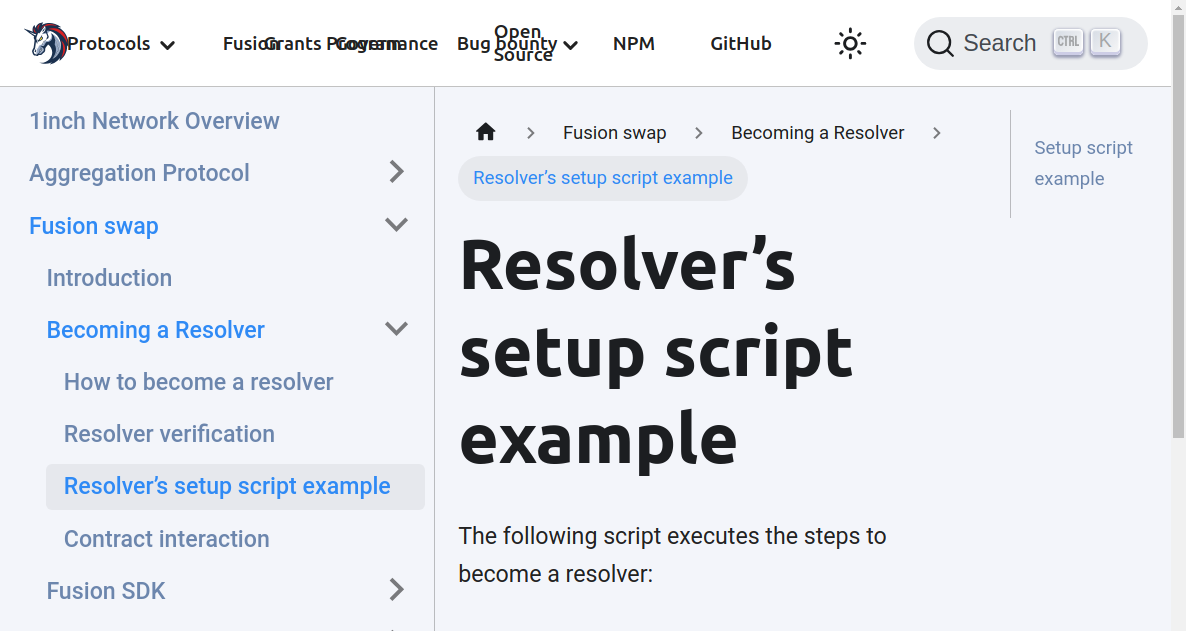 Protocols
Fusion
Grants Program
Governance
Bug bounty
Open
Source
NPM
GitHub
Search
CTRL
K
1inch Network Overview
Aggregation Protocol
Fusion swap
Introduction
Becoming a Resolver
How to become a resolver
Resolver verification
Resolver’s setup script example
Contract interaction
Fusion SDK
Fusion swap
Becoming a Resolver
Resolver’s setup script example
Resolver’s
setup script
example
The following script executes the steps to
become a resolver:
Setup script
example